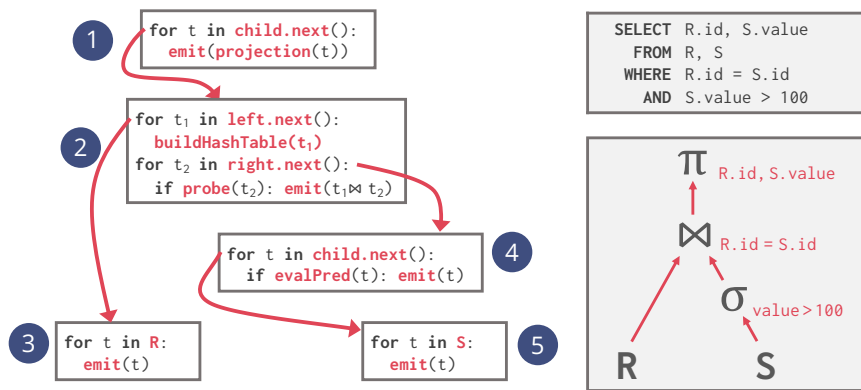 1
for t in child.next():
emit(projection(t))
2
for t₁ in left.next():
buildHashTable(t₁)
for t₂ in right.next():
if probe(t₂): emit(t₁⋈t₂)
4
for t in child.next():
if evalPred(t): emit(t)
3
for t in R:
emit(t)
for t in S:
emit(t)
5
SELECT R.id, S.value
FROM R, S
WHERE R.id = S.id
AND S.value > 100
π R.id, S.value
⋈ R.id = S.id
σ value>100
R S